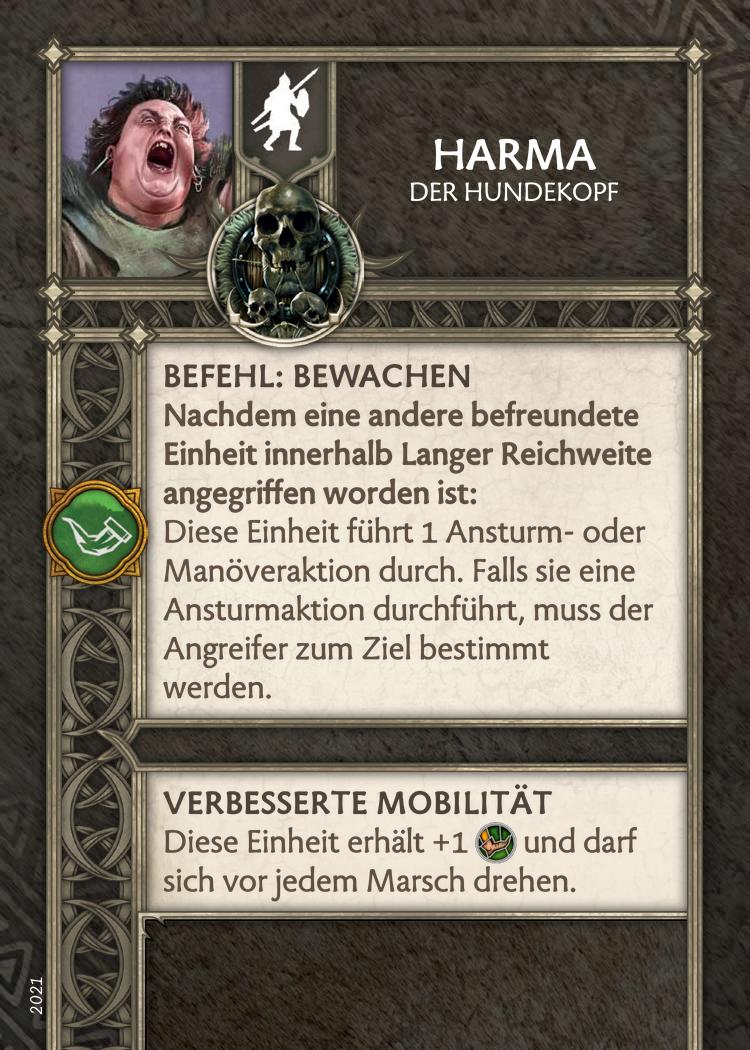 HARMA
DER HUNDEKOPF
BEFEHL: BEWACHEN
Nachdem eine andere befreundete
Einheit innerhalb Langer Reichweite
angegriffen worden ist:
Diese Einheit führt 1 Ansturm- oder
Manöveraktion durch. Falls sie eine
Ansturmaktion durchführt, muss der
Angreifer zum Ziel bestimmt
werden.
VERBESSERTE MOBILITÄT
Diese Einheit erhält +1 und darf
sich vor jedem Marsch drehen.
2021